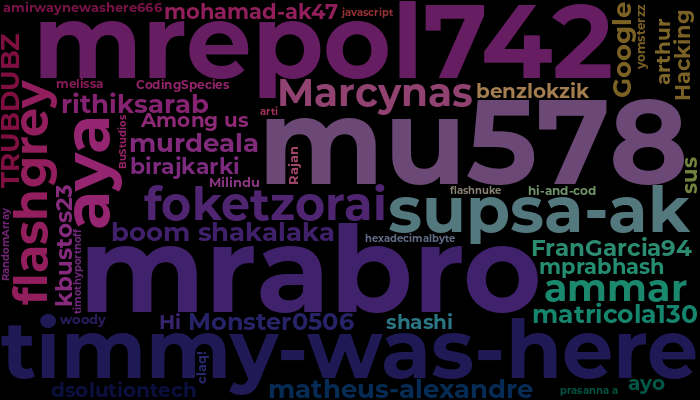 amirwaynewashere666
mohamad-ak47
javascript
mrepol742
Google
yomsterzz
arthur
Hacking
TRUBDUBZ
melissa
CodingSpecies
rithiksarab
Marcynas
benzlokzik
arti
Among us
mu578
flashgrey
aya
BuStudios
murdeala
birajkarki
Rajan
Milindu
sus
flashnuke
hi-and-cod
kbustos23
foketzorai
supsa-ak
RandomArray
timothyporthoff
boom shakalaka
hexadecimalbyte
mrabro
FranGarcia94
mprabhash
ammar
matricola130
woody
Hi
Monster0506
shashi
timmy-was-here
claq!
dsolutiontech
matheus-alexandre
prasanna a
ayo